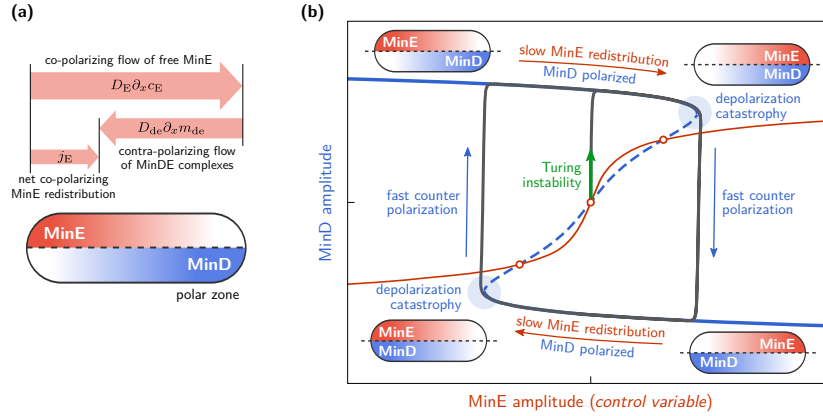 (a)
co-polarizing flow of free MinE
D_E ∂_x c_E
D_de ∂_x m_de
j_E
contra-polarizing flow
of MinDE complexes
net co-polarizing
MinE redistribution
MinE
MinD
polar zone
(b)
MinE
MinD
slow MinE redistribution
MinD polarized
MinE
MinD
depolarization
catastrophy
Turing
instability
fast counter
polarization
fast counter
polarization
MinD amplitude
depolarization
catastrophy
MinE
MinD
slow MinE redistribution
MinD polarized
MinE
MinD
MinE amplitude (control variable)